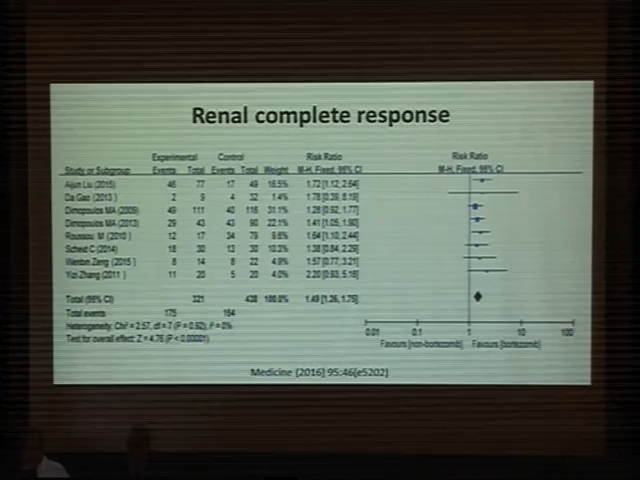 Renal complete response
Experimental Control Risk Ratio Risk Ratio
Study or Subgroup Events Total Events Total Weight M-H, Fixed, 95% CI M-H, Fixed, 95% CI
Aijun Liu (2015) 46 77 17 49 16.5% 1.72 [1.12, 2.64]
Da Gao (2013) 2 9 4 32 1.4% 1.78 [0.39, 8.19]
Dimopoulos MA (2009) 49 111 40 116 31.1% 1.28 [0.92, 1.77]
Dimopoulos MA (2013) 29 43 43 90 22.1% 1.41 [1.05, 1.90]
Roussou M (2010) 12 17 34 79 9.6% 1.64 [1.10, 2.44]
Scheid C (2014) 18 30 13 30 10.3% 1.38 [0.84, 2.29]
Wenbin Zeng (2015) 8 14 8 22 4.9% 1.57 [0.77, 3.21]
Yizi Zhang (2011) 11 20 5 20 4.0% 2.20 [0.93, 5.18]
Total (95% CI) 321 438 100.0% 1.49 [1.26, 1.75]
Total events 175 164
Heterogeneity: Chi² = 2.57, df = 7 (P = 0.92); I² = 0%
Test for overall effect: Z = 4.76 (P < 0.00001)
0.01 0.1 1 10 100
Favours [non-bortezomib] Favours [bortezomib]
Medicine [2016] 95:46(e5202)